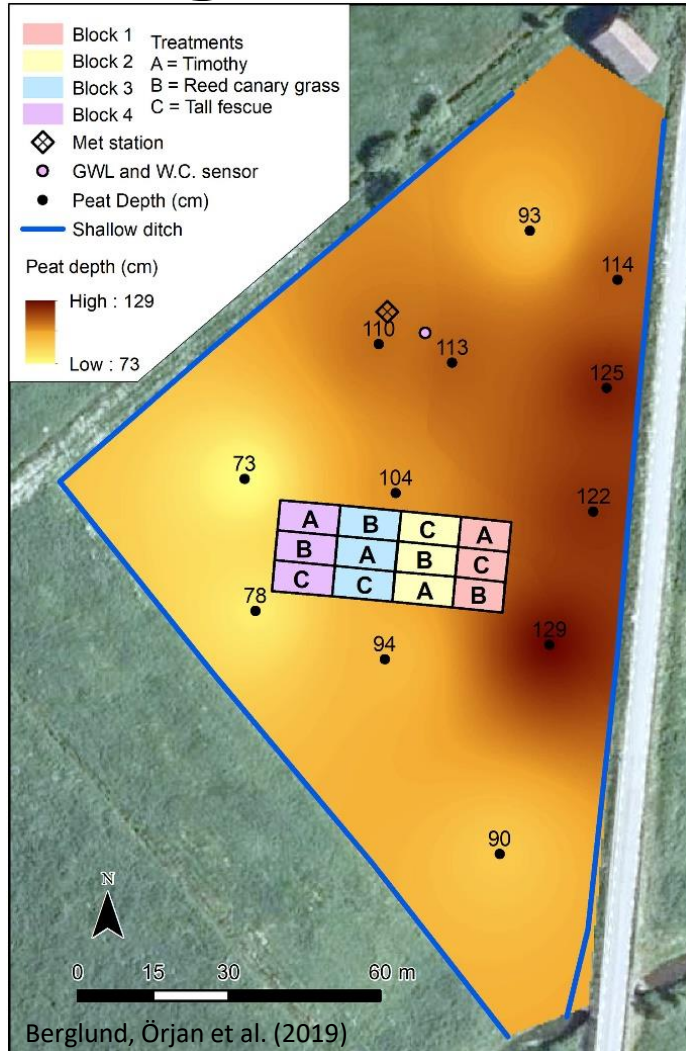 Block 1
Block 2
Block 3
Block 4
Treatments
A = Timothy
B = Reed canary grass
C = Tall fescue
Met station
GWL and W.C. sensor
Peat Depth (cm)
Shallow ditch
Peat depth (cm)
High : 129
Low : 73
93
114
110
113
125
73
104
122
A B C A
B A B C
C C A B
78
94
129
90
N
0 15 30 60 m
Berglund, Örjan et al. (2019)